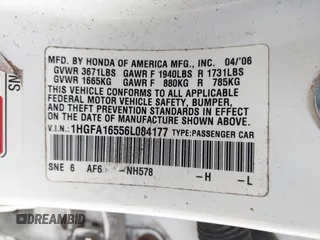 MFD. BY HONDA OF AMERICA MFG., INC. 04/'06
GVWR 3671LBS GAWR F 1940LBS R 1731LBS
GVWR 1665KG GAWR F 880KG R 785KG
THIS VEHICLE CONFORMS TO ALL APPLICABLE
FEDERAL MOTOR VEHICLE SAFETY, BUMPER,
AND THEFT PREVENTION STANDARDS IN
EFFECT ON THE DATE OF MANUFACTURE
SHOWN ABOVE.
V.I.N.: 1HGFA16556L084177 TYPE: PASSENGER CAR
SNE 6 AF6 -NH578 -H -L
SN
DREAMBID